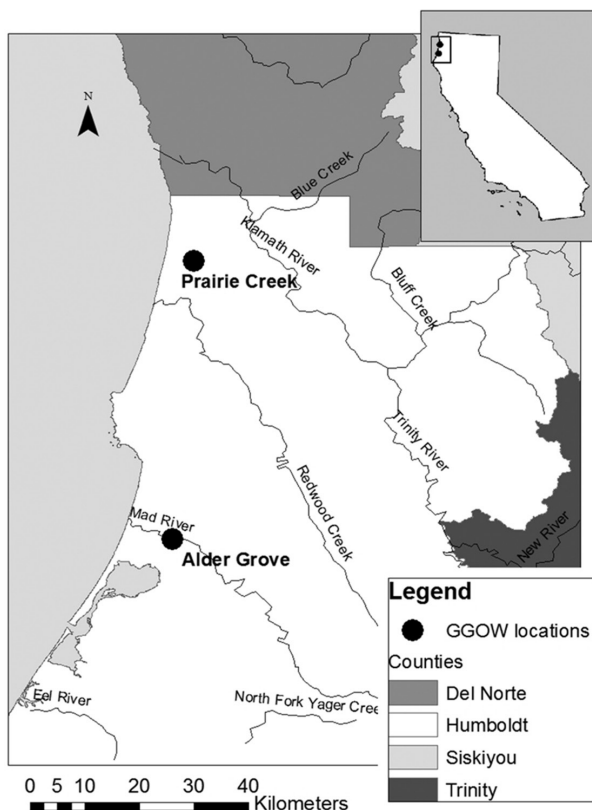 N
Blue Creek
Klamath River
Prairie Creek
Bluff Creek
Trinity River
Redwood Creek
Mad River
Alder Grove
New River
Eel River
North Fork Yager Cree
Legend
GGOW locations
Counties
Del Norte
Humboldt
Siskiyou
Trinity
0 5 10 20 30 40
Kilometers